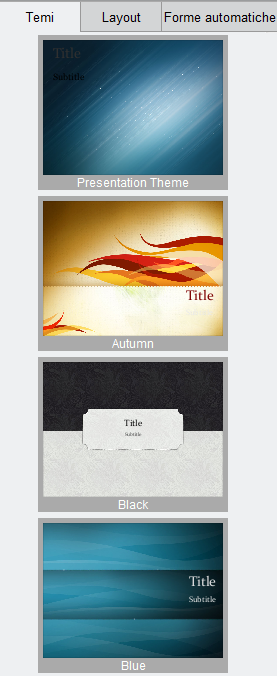 Temi Layout Forme automatiche
Title
Subtitle
Presentation Theme
Title
Autumn
Title
Subtitle
Black
Title
Subtitle
Blue